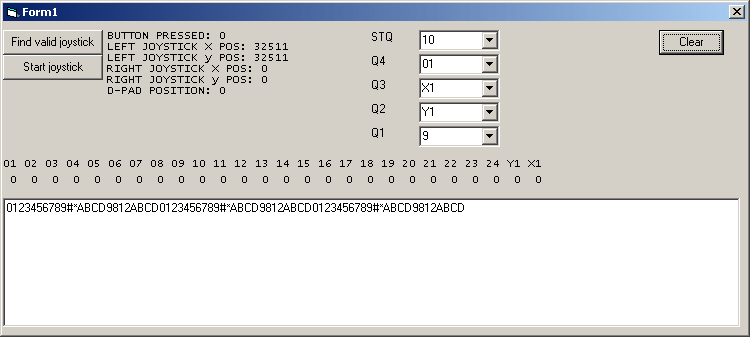 Form1
Find valid joystick
Start joystick
BUTTON PRESSED: 0
LEFT JOYSTICK X POS: 32511
LEFT JOYSTICK y POS: 32511
RIGHT JOYSTICK X POS: 0
RIGHT JOYSTICK y POS: 0
D-PAD POSITION: 0
STQ 10
Q4 01
Q3 X1
Q2 Y1
Q1 9
Clear
01 02 03 04 05 06 07 08 09 10 11 12 13 14 15 16 17 18 19 20 21 22 23 24 Y1 X1
0 0 0 0 0 0 0 0 0 0 0 0 0 0 0 0 0 0 0 0 0 0 0 0 0 0
0123456789#*ABCD9812ABCD0123456789#*ABCD9812ABCD0123456789#*ABCD9812ABCD